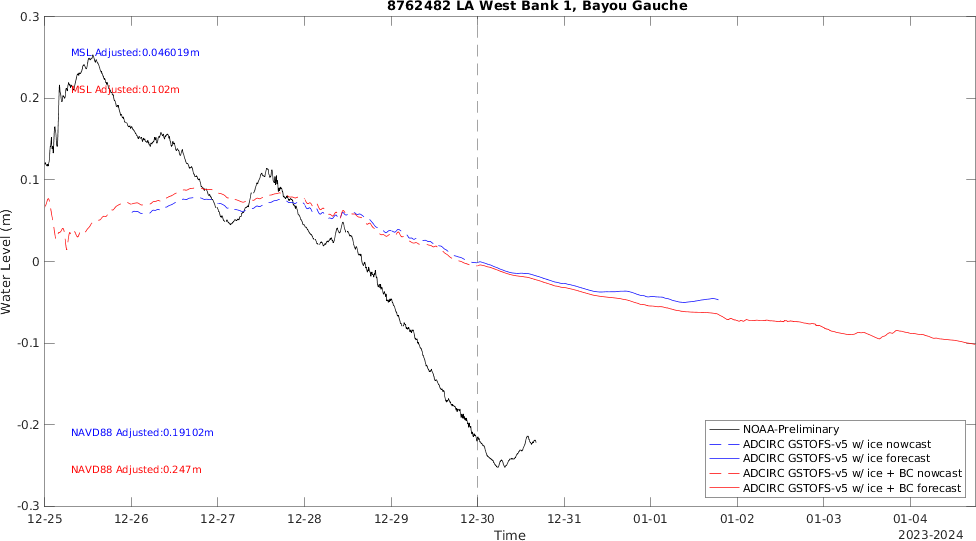 8762482 LA West Bank 1, Bayou Gauche
0.3
0.2
0.1
0
-0.1
-0.2
-0.3
Water Level (m)
MSL Adjusted:0.046019m
MSL Adjusted:0.102m
NAVD88 Adjusted:0.19102m
NAVD88 Adjusted:0.247m
NOAA-Preliminary
ADCIRC GSTOFS-v5 w/ ice nowcast
ADCIRC GSTOFS-v5 w/ ice forecast
ADCIRC GSTOFS-v5 w/ ice + BC nowcast
ADCIRC GSTOFS-v5 w/ ice + BC forecast
12-25 12-26 12-27 12-28 12-29 12-30 12-31 01-01 01-02 01-03 01-04
Time
2023-2024